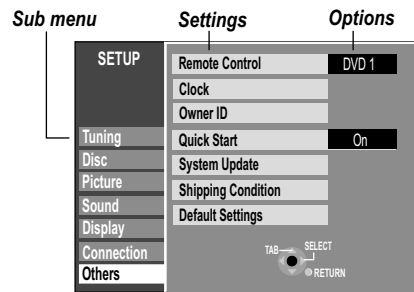 Sub menu Settings Options
SETUP
Remote Control DVD 1
Clock
Owner ID
Tuning Quick Start On
Disc System Update
Picture Shipping Condition
Sound Default Settings
Display
Connection TAB SELECT
Others RETURN